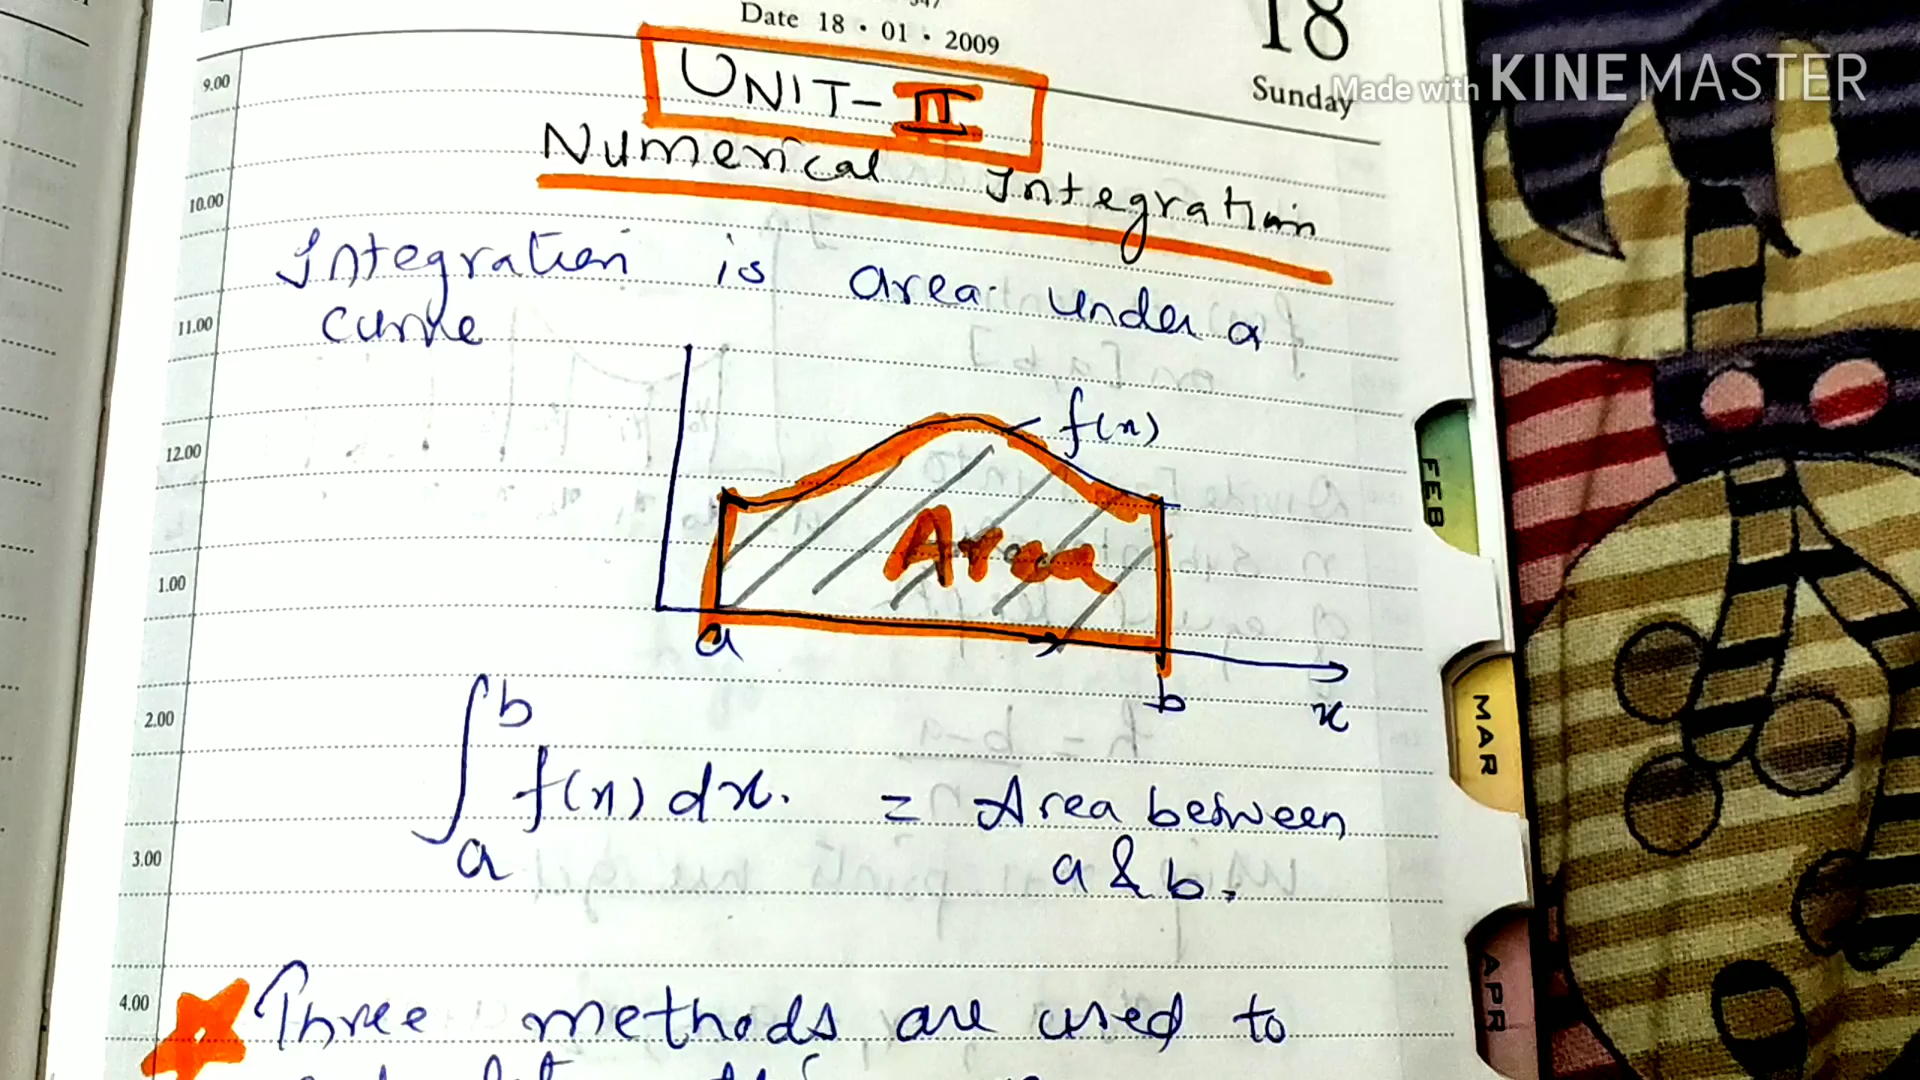 Date 18 · 01 · 2009
18
Sunday
Made with KINEMASTER
9.00
UNIT-II
Numerical Integration
10.00
Integration is area under a
11.00
curve
f(x)
12.00
FEB
Area
1.00
a
b
x
MAR
2.00
∫ₐᵇ f(x) dx. = Area between
a & b.
3.00
APR
4.00
Three methods are used to